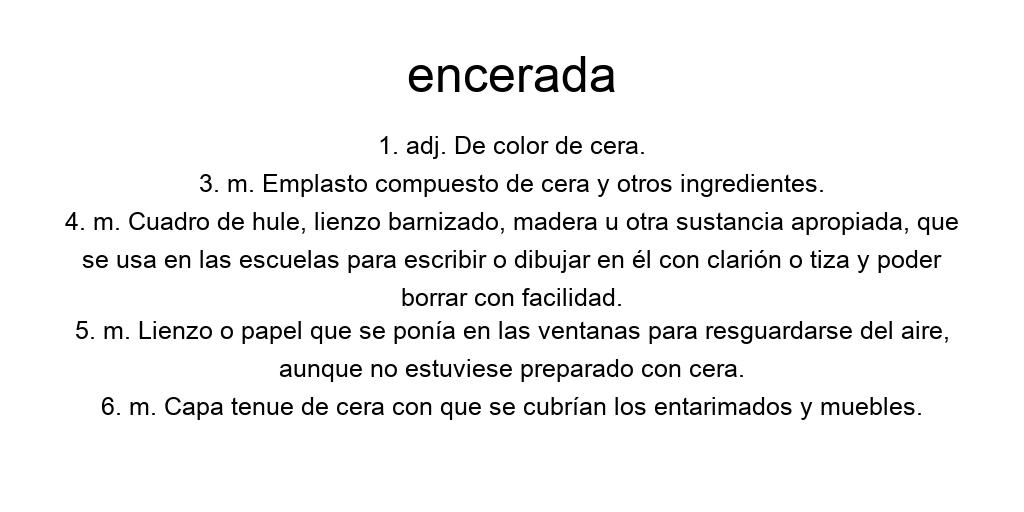 encerada
1. adj. De color de cera.
3. m. Emplasto compuesto de cera y otros ingredientes.
4. m. Cuadro de hule, lienzo barnizado, madera u otra sustancia apropiada, que
se usa en las escuelas para escribir o dibujar en él con clarión o tiza y poder
borrar con facilidad.
5. m. Lienzo o papel que se ponía en las ventanas para resguardarse del aire,
aunque no estuviese preparado con cera.
6. m. Capa tenue de cera con que se cubrían los entarimados y muebles.